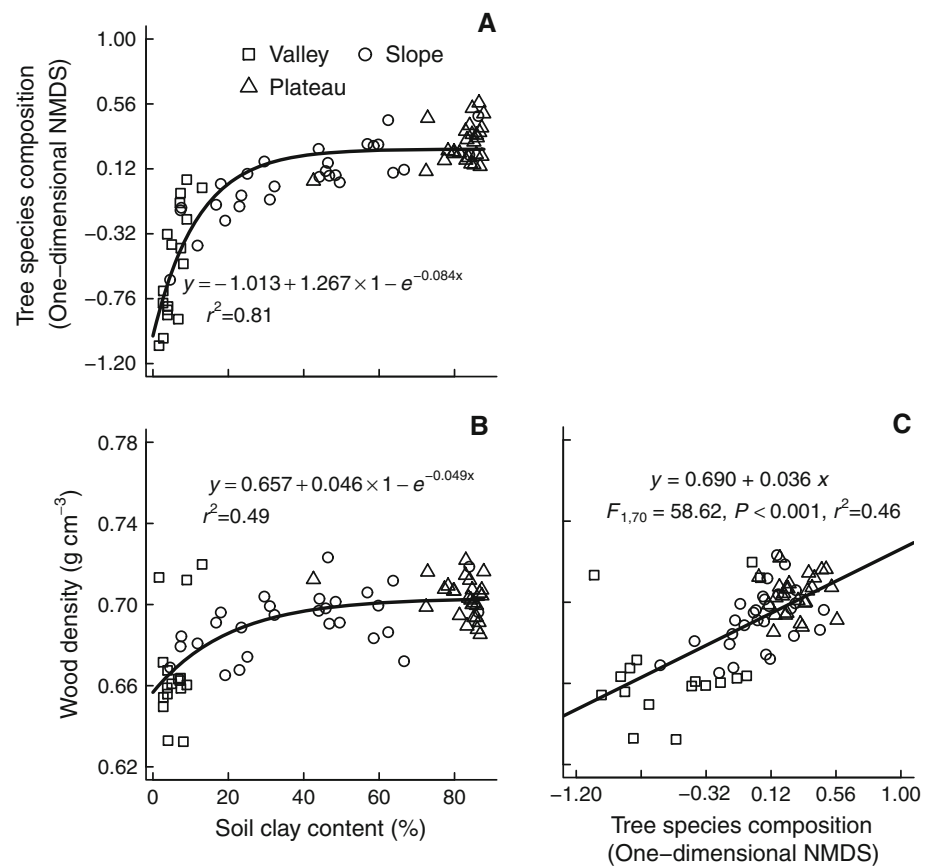 A
1.00
0.56
0.12
−0.32
−0.76
−1.20
Tree species composition
(One−dimensional NMDS)
Valley
Slope
Plateau
y = −1.013 + 1.267 × 1 − e^−0.084x
r²=0.81
B
0.78
0.74
0.70
0.66
0.62
Wood density (g cm⁻³)
y = 0.657 + 0.046 × 1 − e^−0.049x
r²=0.49
0 20 40 60 80
Soil clay content (%)
C
y = 0.690 + 0.036 x
F1,70 = 58.62, P < 0.001, r²=0.46
−1.20 −0.32 0.12 0.56 1.00
Tree species composition
(One−dimensional NMDS)